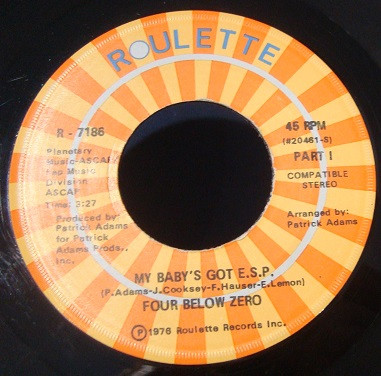 ROULETTE
R - 7186
Planetary
Music-ASCAP/
Pap Music
Division
ASCAP
Time: 3:27
Produced by
Patrick Adams
for Patrick
Adams Prods.,
Inc.
45 RPM
(#20461-S)
PART I
COMPATIBLE
STEREO
Arranged by:
Patrick Adams
MY BABY'S GOT E.S.P.
(P.Adams-J.Cooksey-F.Hauser-E.Lemon)
FOUR BELOW ZERO
Ⓟ 1976 Roulette Records Inc.